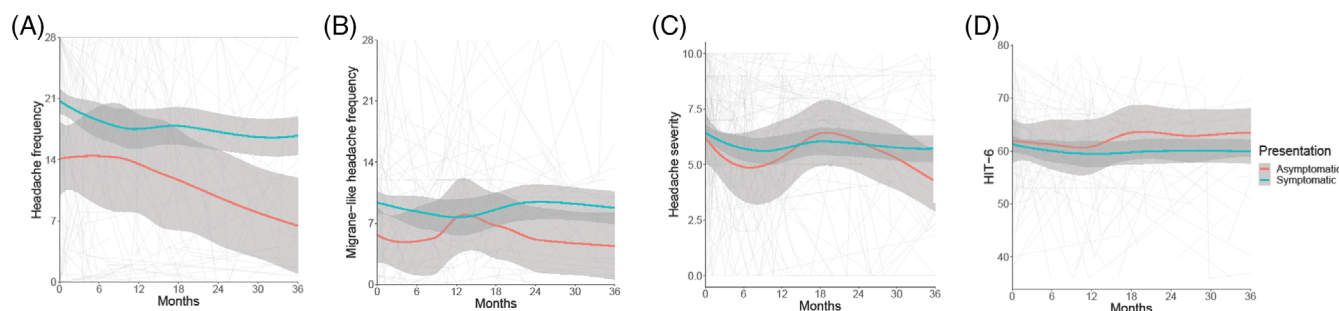 (A)
Headache frequency
28
21
14
7
0
0 6 12 18 24 30 36
Months
(B)
Migrane-like headache frequency
28
21
14
7
0
0 6 12 18 24 30 36
Months
(C)
Headache severity
10.0
7.5
5.0
2.5
0.0
0 6 12 18 24 30 36
Months
(D)
HIT-6
80
70
60
50
40
0 6 12 18 24 30 36
Months
Presentation
Asymptomatic
Symptomatic